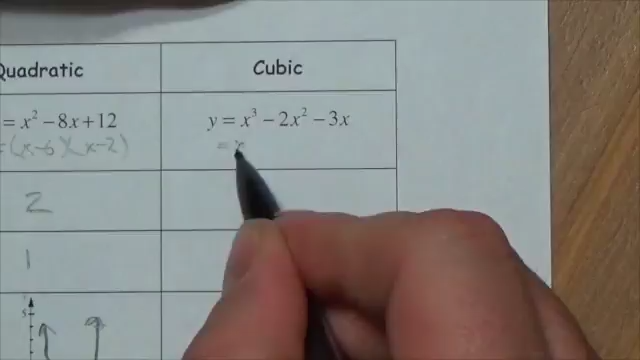 Quadratic
Cubic
= x² − 8x + 12
y = x³ − 2x² − 3x
=(x-6)(x-2)
= x
2
1
5